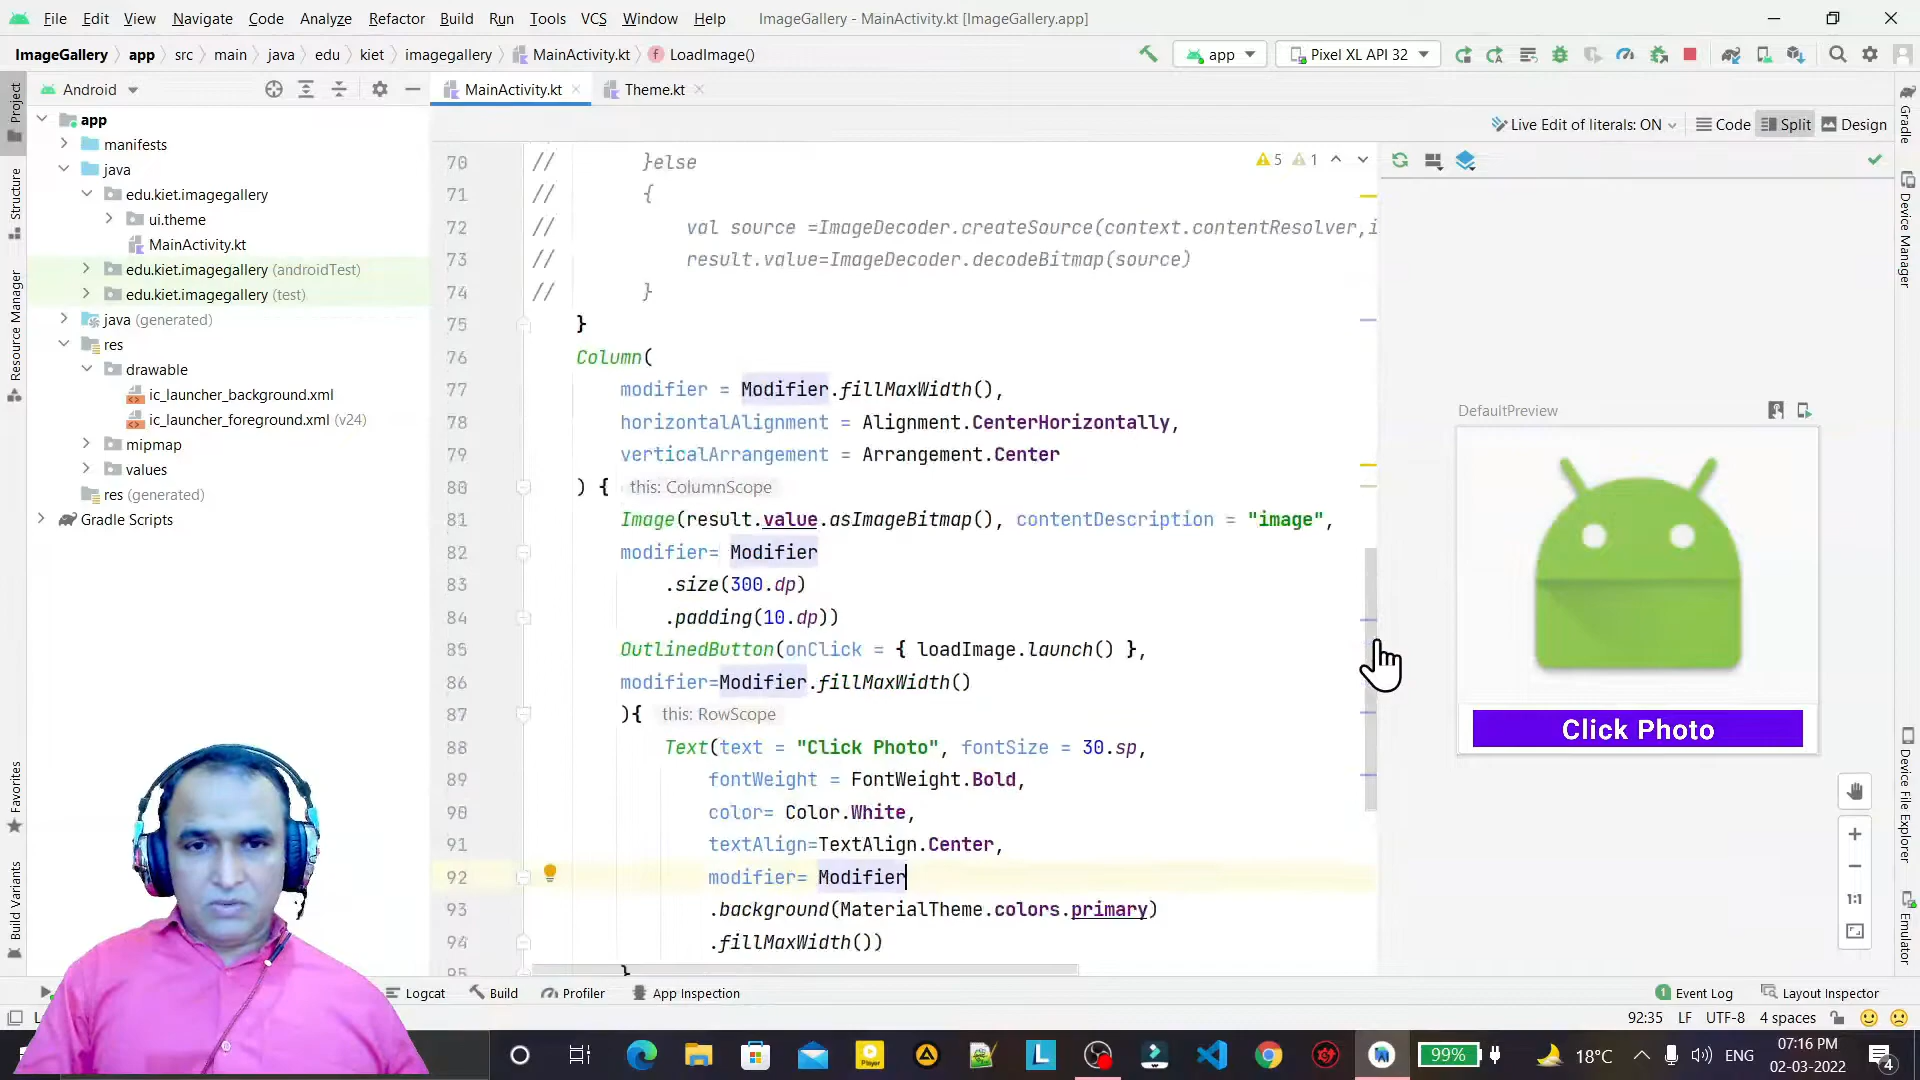 File Edit View Navigate Code Analyze Refactor Build Run Tools VCS Window Help ImageGallery - MainActivity.kt [ImageGallery.app]
ImageGallery app src main java edu kiet imagegallery MainActivity.kt LoadImage() app Pixel XL API 32
Android MainActivity.kt Theme.kt
Live Edit of literals: ON Code Split Design
Project
Structure
Resource Manager
Favorites
Build Variants
app
manifests
java
edu.kiet.imagegallery
ui.theme
MainActivity.kt
edu.kiet.imagegallery (androidTest)
edu.kiet.imagegallery (test)
java (generated)
res
drawable
ic_launcher_background.xml
ic_launcher_foreground.xml (v24)
mipmap
values
res (generated)
Gradle Scripts
5 1
70 // }else
71 // {
72 // val source =ImageDecoder.createSource(context.contentResolver,i
73 // result.value=ImageDecoder.decodeBitmap(source)
74 // }
75 }
76 Column(
77 modifier = Modifier.fillMaxWidth(),
78 horizontalAlignment = Alignment.CenterHorizontally,
79 verticalArrangement = Arrangement.Center
80 ) { this: ColumnScope
81 Image(result.value.asImageBitmap(), contentDescription = "image",
82 modifier= Modifier
83 .size(300.dp)
84 .padding(10.dp))
85 OutlinedButton(onClick = { loadImage.launch() },
86 modifier=Modifier.fillMaxWidth()
87 ){ this: RowScope
88 Text(text = "Click Photo", fontSize = 30.sp,
89 fontWeight = FontWeight.Bold,
90 color= Color.White,
91 textAlign=TextAlign.Center,
92 modifier= Modifier
93 .background(MaterialTheme.colors.primary)
94 .fillMaxWidth())
95 }
DefaultPreview
Click Photo
1:1
Gradle
Device Manager
Device File Explorer
Emulator
Logcat Build Profiler App Inspection 1 Event Log Layout Inspector
92:35 LF UTF-8 4 spaces
Player
L
99% 18°C ENG
07:16 PM
02-03-2022
4